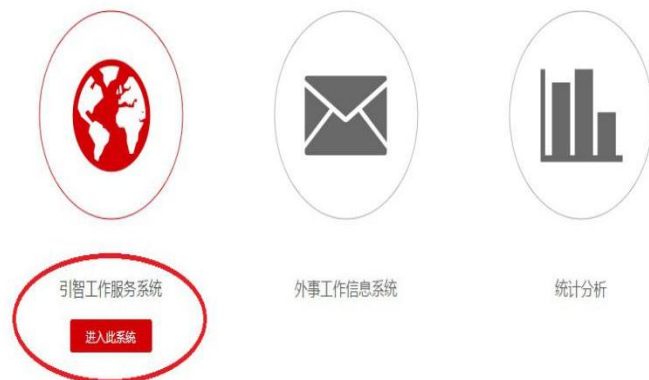 引智工作服务系统
外事工作信息系统
统计分析
进入此系统